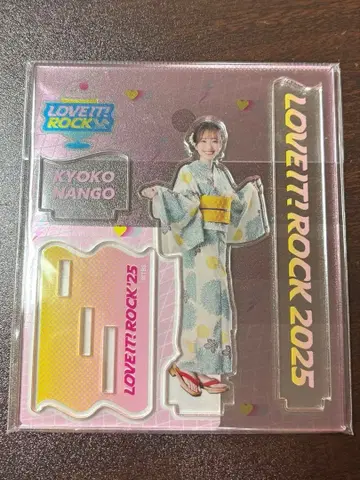 LOVE IT!
ROCK
KYOKO
NANGO
LOVE IT! ROCK'25
LOVE IT! ROCK 2025